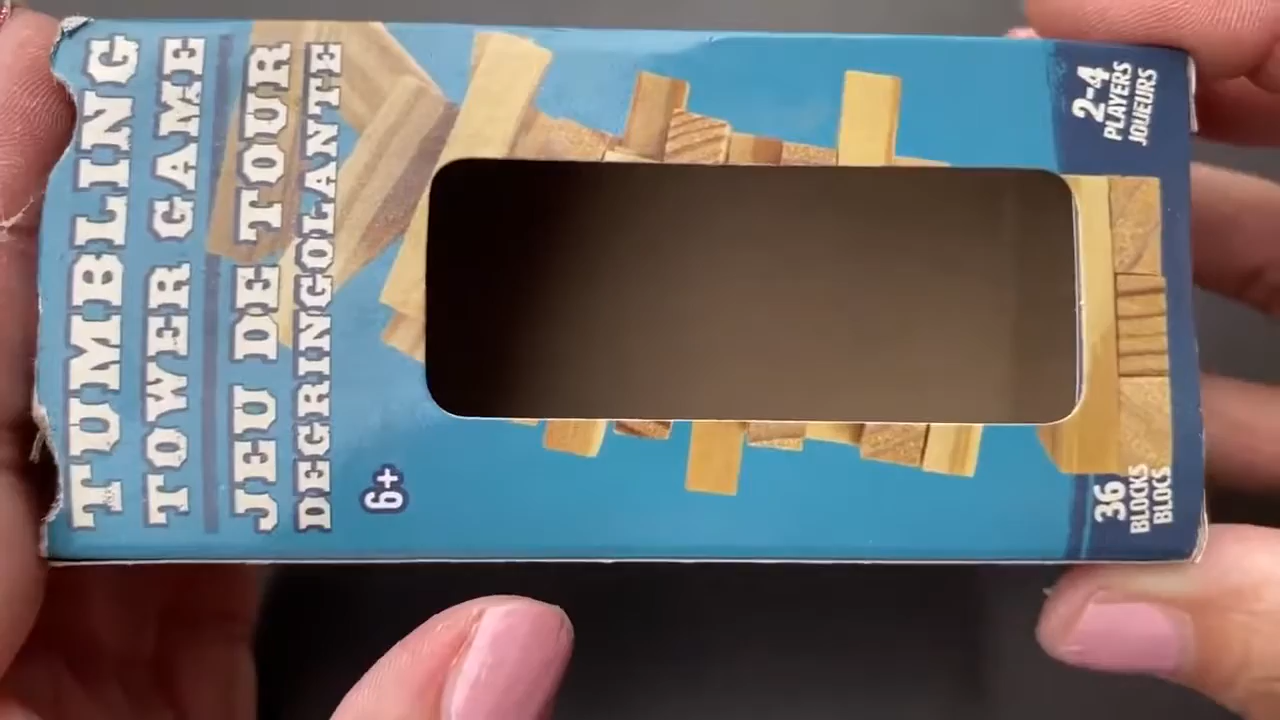 TUMBLING
TOWER GAME
JEU DE TOUR
DEGRINGOLANTE
6+
2-4
PLAYERS
JOUEURS
36
BLOCKS
BLOCS